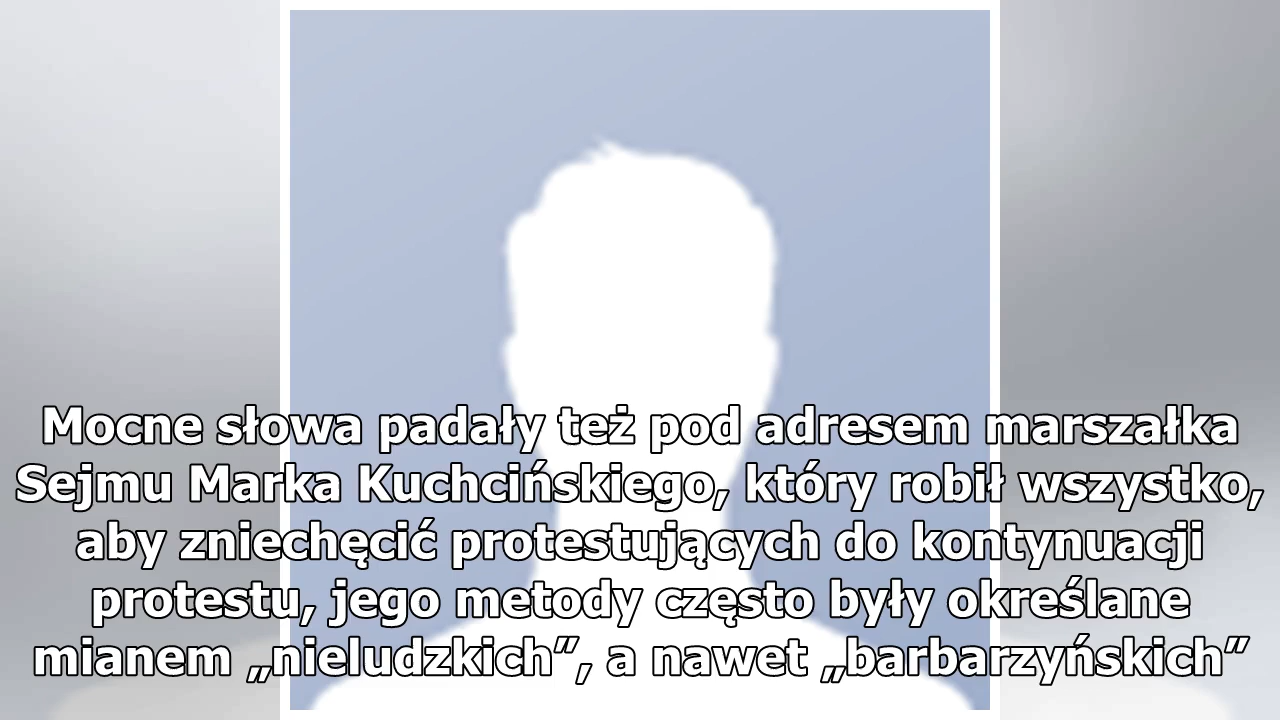 Mocne słowa padały też pod adresem marszałka
Sejmu Marka Kuchcińskiego, który robił wszystko,
aby zniechęcić protestujących do kontynuacji
protestu, jego metody często były określane
mianem „nieludzkich”, a nawet „barbarzyńskich”